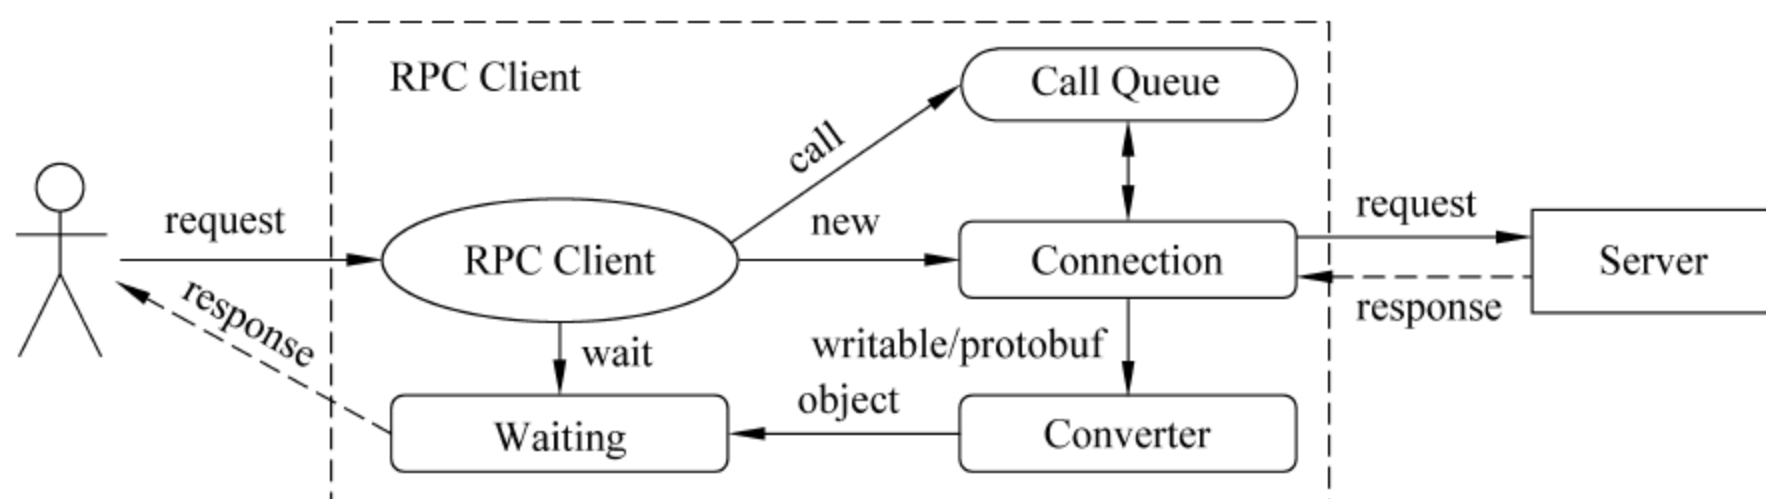 RPC Client
Call Queue
call
request
new
request
RPC Client
Connection
Server
response
response
wait
writable/protobuf
object
Waiting
Converter